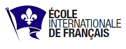 ÉCOLE
INTERNATIONALE
DE FRANÇAIS